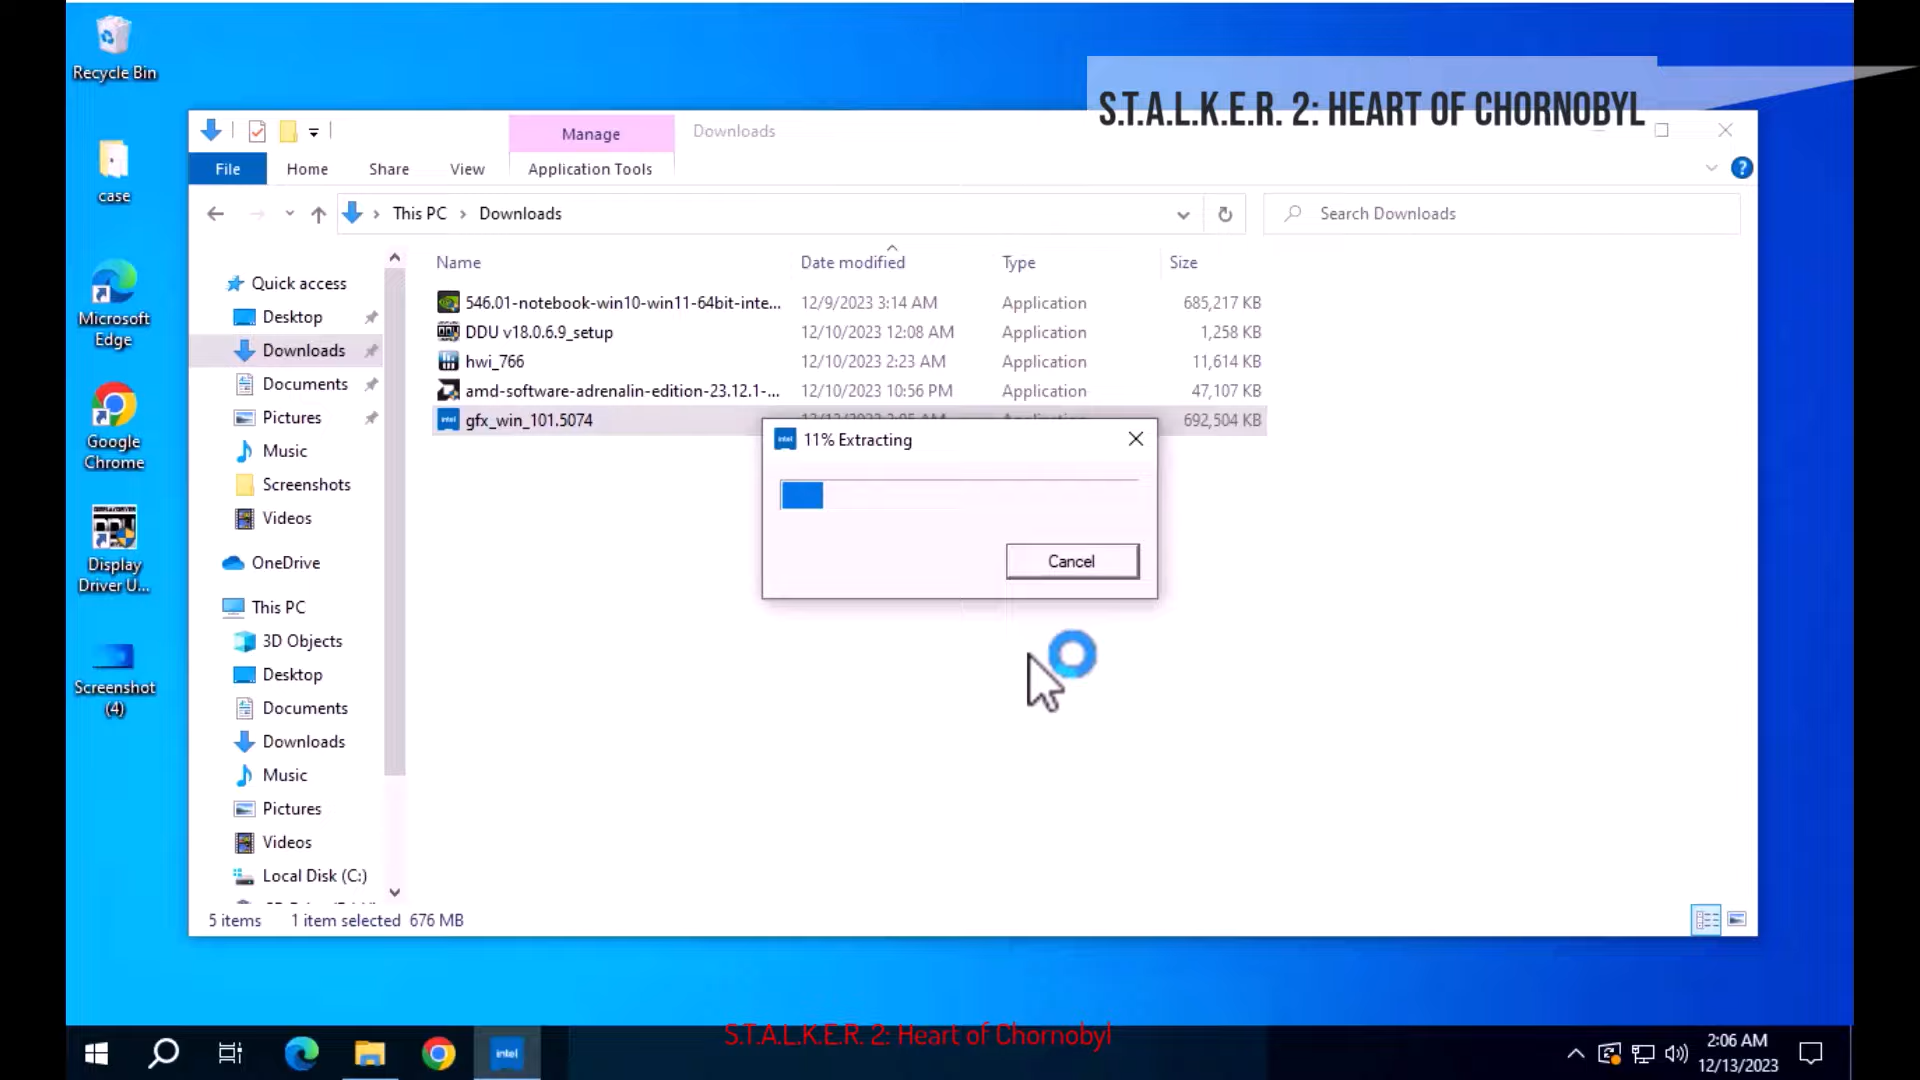 Recycle Bin
S.T.A.L.K.E.R. 2: HEART OF CHORNOBYL
Manage
Downloads
File
Home
Share
View
Application Tools
case
This PC
Downloads
Search Downloads
Name
Date modified
Type
Size
Quick access
Desktop
Downloads
Documents
Pictures
Music
Screenshots
Videos
OneDrive
This PC
3D Objects
Desktop
Documents
Downloads
Music
Pictures
Videos
Local Disk (C:)
546.01-notebook-win10-win11-64bit-inte... 12/9/2023 3:14 AM Application 685,217 KB
DDU v18.0.6.9_setup 12/10/2023 12:08 AM Application 1,258 KB
hwi_766 12/10/2023 2:23 AM Application 11,614 KB
amd-software-adrenalin-edition-23.12.1-... 12/10/2023 10:56 PM Application 47,107 KB
gfx_win_101.5074 692,504 KB
11% Extracting
Cancel
Microsoft
Edge
Google
Chrome
Display
Driver U...
Screenshot
(4)
5 items 1 item selected 676 MB
S.T.A.L.K.E.R. 2: Heart of Chornobyl
intel
2:06 AM
12/13/2023